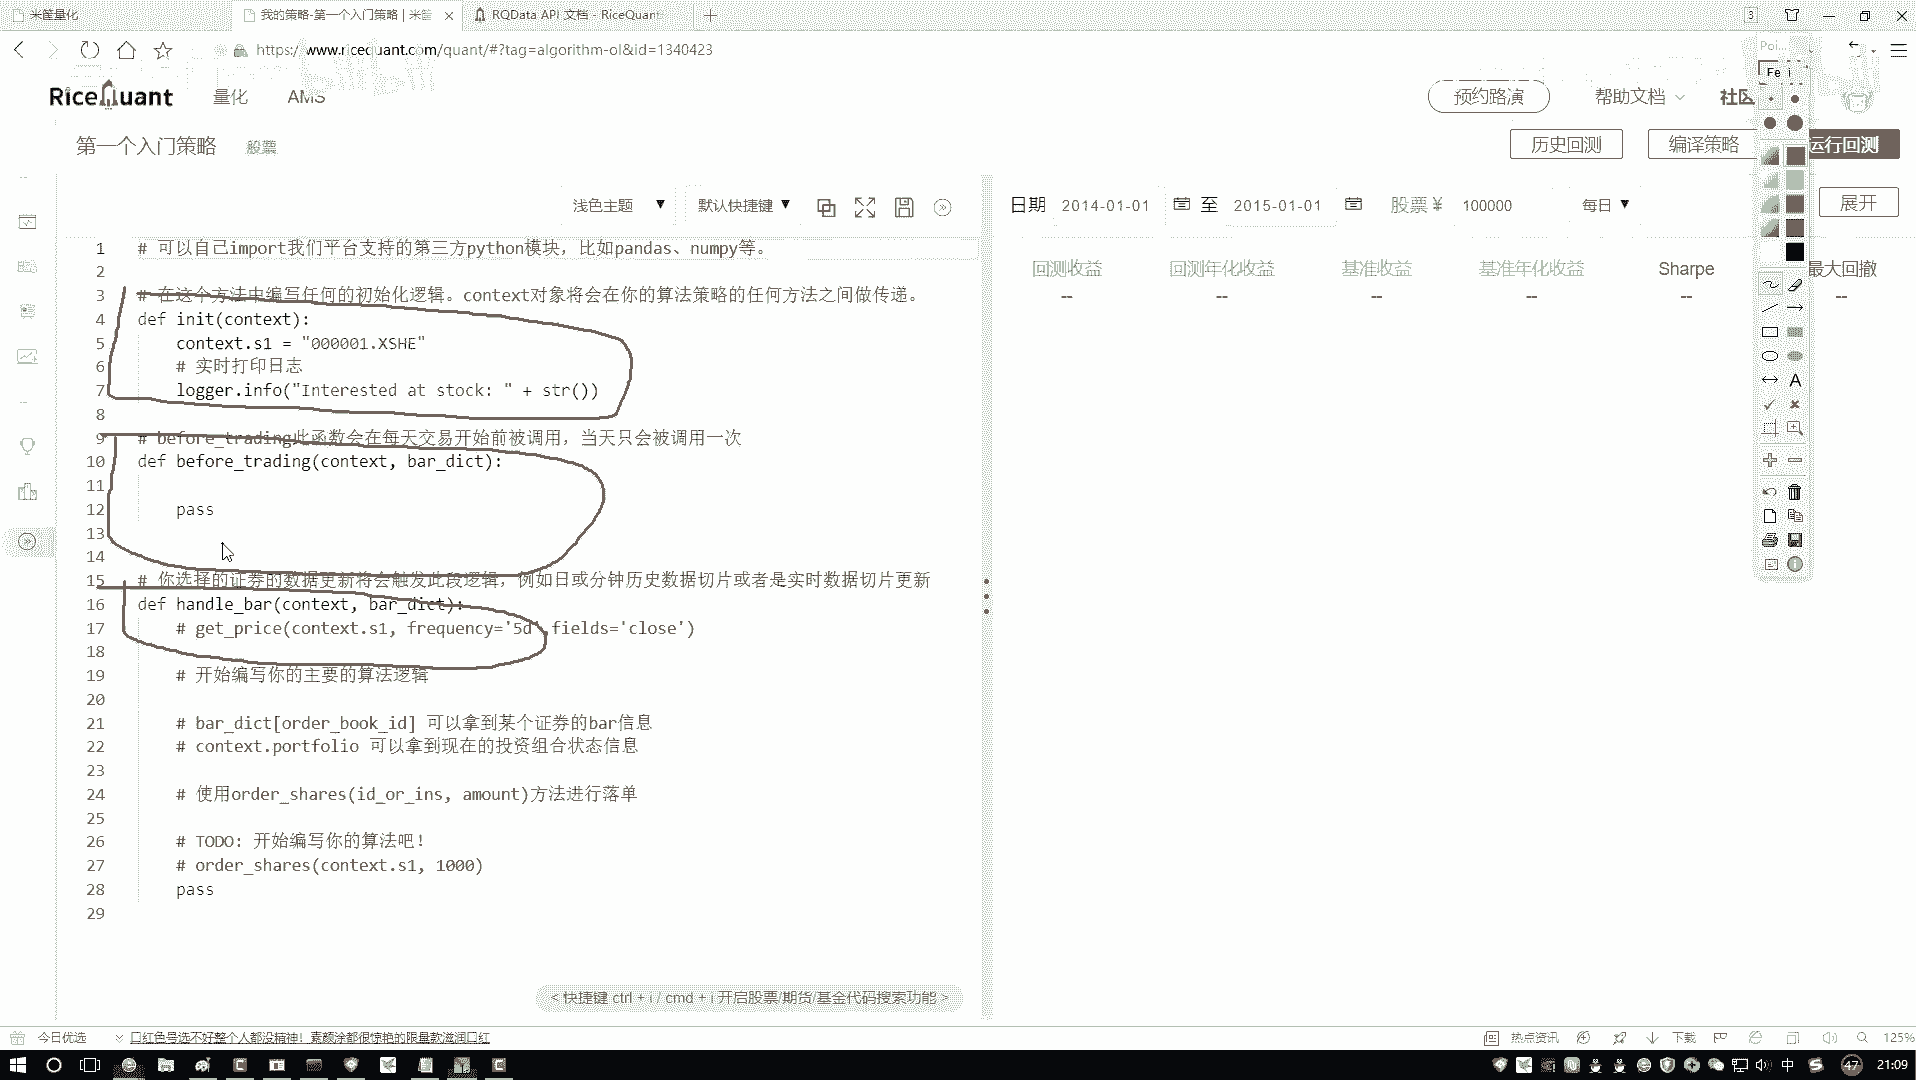 米筐量化
我的策略-第一个入门策略 | 米筐
RQData API 文档 - RiceQuant
3
https://www.ricequant.com/quant/#?tag=algorithm-ol&id=1340423
RiceQuant
量化
AMS
预约路演
帮助文档
社区
第一个入门策略
股票
历史回测
编译策略
运行回测
浅色主题
默认快捷键
日期 2014-01-01 至 2015-01-01 股票 ¥ 100000 每日
展开
回测收益 回测年化收益 基准收益 基准年化收益 Sharpe 最大回撤
-- -- -- -- -- --
1 # 可以自己import我们平台支持的第三方python模块，比如pandas、numpy等。
2
3 # 在这个方法中编写任何的初始化逻辑。context对象将会在你的算法策略的任何方法之间做传递。
4 def init(context):
5 context.s1 = "000001.XSHE"
6 # 实时打印日志
7 logger.info("Interested at stock: " + str())
8
9 # before_trading此函数会在每天交易开始前被调用，当天只会被调用一次
10 def before_trading(context, bar_dict):
11
12 pass
13
14
15 # 你选择的证券的数据更新将会触发此段逻辑，例如日或分钟历史数据切片或者是实时数据切片更新
16 def handle_bar(context, bar_dict):
17 # get_price(context.s1, frequency='5d',fields='close')
18
19 # 开始编写你的主要的算法逻辑
20
21 # bar_dict[order_book_id] 可以拿到某个证券的bar信息
22 # context.portfolio 可以拿到现在的投资组合状态信息
23
24 # 使用order_shares(id_or_ins, amount)方法进行落单
25
26 # TODO: 开始编写你的算法吧！
27 # order_shares(context.s1, 1000)
28 pass
29
< 快捷键 ctrl + i / cmd + i 开启股票/期货/基金代码搜索功能 >
今日优选
口红色号选不好整个人都没精神！素颜涂都很惊艳的限量款滋润口红
热点资讯
下载
125%
中
47
21:09